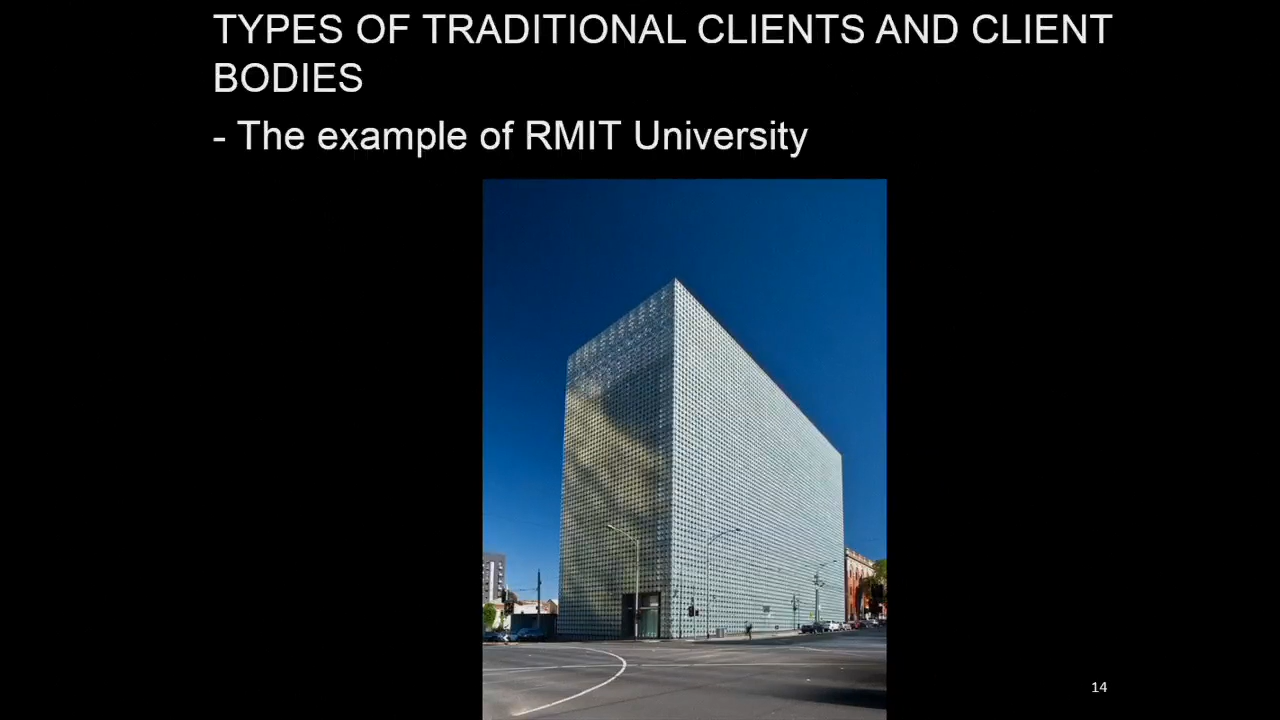 TYPES OF TRADITIONAL CLIENTS AND CLIENT
BODIES
- The example of RMIT University
14